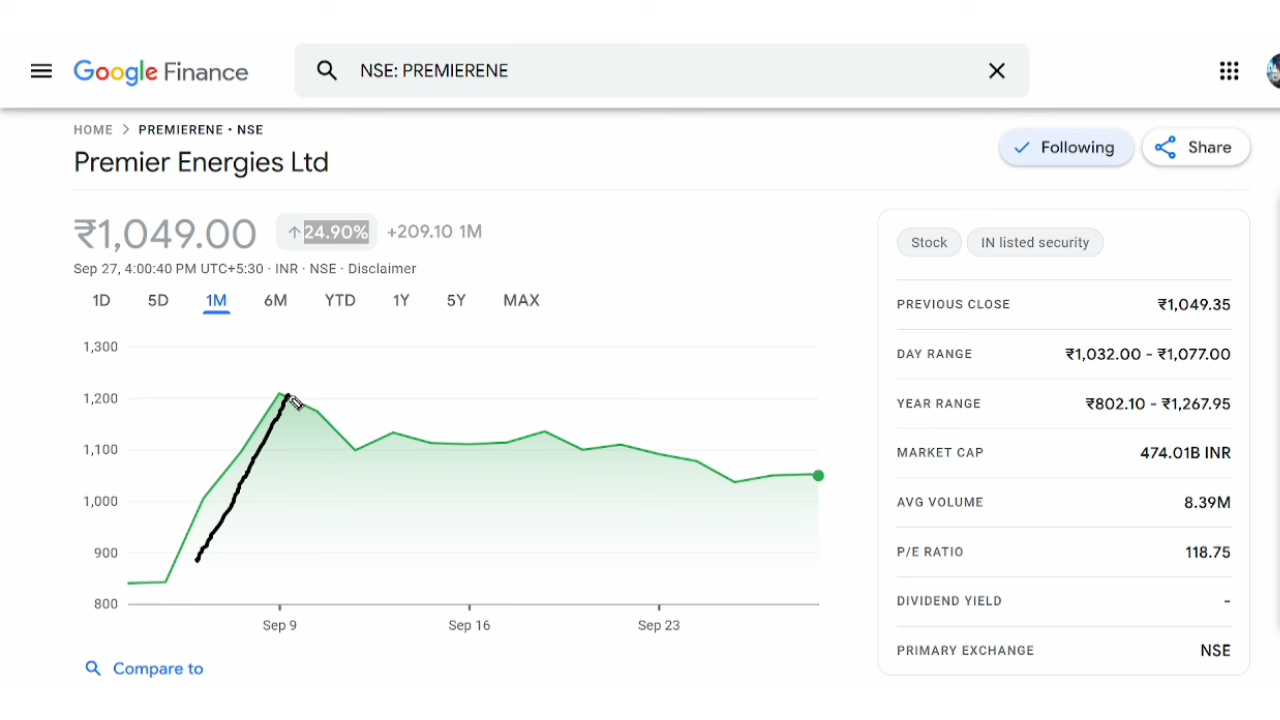 Google Finance
NSE: PREMIERENE
HOME > PREMIERENE • NSE
Premier Energies Ltd
Following
Share
₹1,049.00 ↑24.90% +209.10 1M
Sep 27, 4:00:40 PM UTC+5:30 · INR · NSE · Disclaimer
1D 5D 1M 6M YTD 1Y 5Y MAX
1,300
1,200
1,100
1,000
900
800
Sep 9 Sep 16 Sep 23
Compare to
Stock IN listed security
PREVIOUS CLOSE ₹1,049.35
DAY RANGE ₹1,032.00 - ₹1,077.00
YEAR RANGE ₹802.10 - ₹1,267.95
MARKET CAP 474.01B INR
AVG VOLUME 8.39M
P/E RATIO 118.75
DIVIDEND YIELD -
PRIMARY EXCHANGE NSE